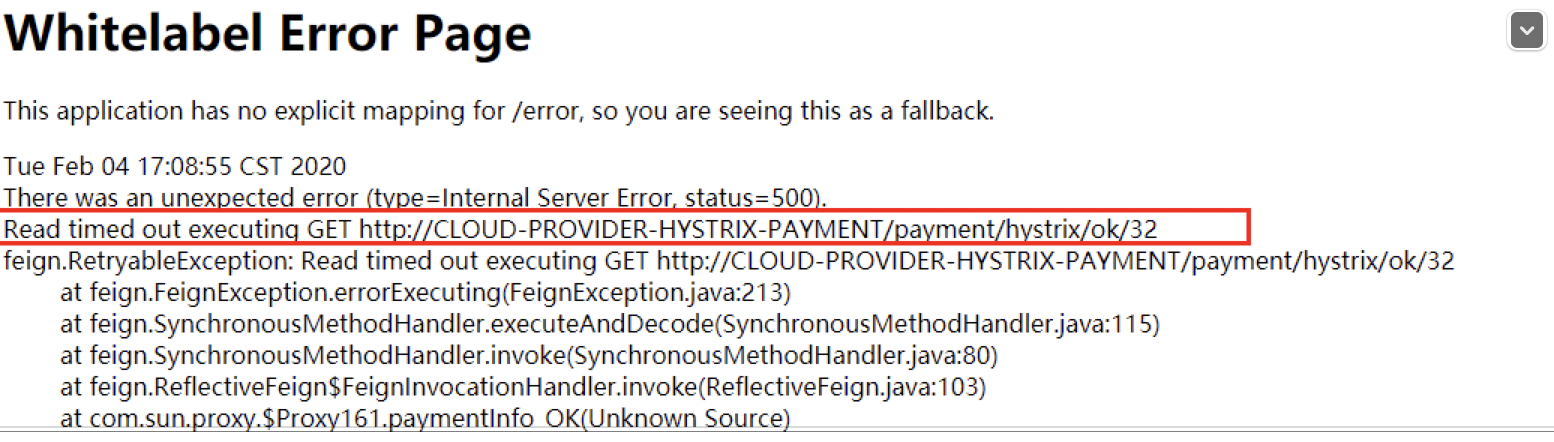 Whitelabel Error Page
This application has no explicit mapping for /error, so you are seeing this as a fallback.
Tue Feb 04 17:08:55 CST 2020
There was an unexpected error (type=Internal Server Error, status=500).
Read timed out executing GET http://CLOUD-PROVIDER-HYSTRIX-PAYMENT/payment/hystrix/ok/32
feign.RetryableException: Read timed out executing GET http://CLOUD-PROVIDER-HYSTRIX-PAYMENT/payment/hystrix/ok/32
at feign.FeignException.errorExecuting(FeignException.java:213)
at feign.SynchronousMethodHandler.executeAndDecode(SynchronousMethodHandler.java:115)
at feign.SynchronousMethodHandler.invoke(SynchronousMethodHandler.java:80)
at feign.ReflectiveFeign$FeignInvocationHandler.invoke(ReflectiveFeign.java:103)
at com.sun.proxy.$Proxy161.paymentInfo_OK(Unknown Source)